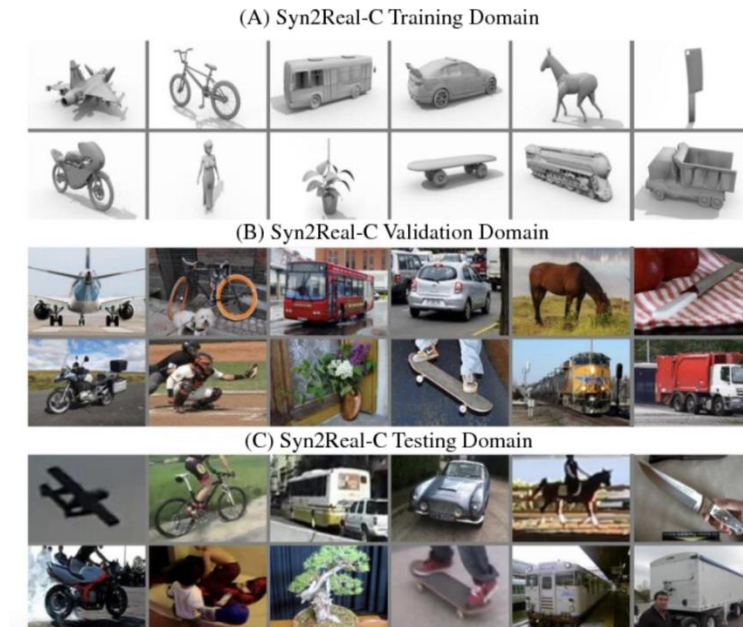 (A) Syn2Real-C Training Domain
(B) Syn2Real-C Validation Domain
(C) Syn2Real-C Testing Domain